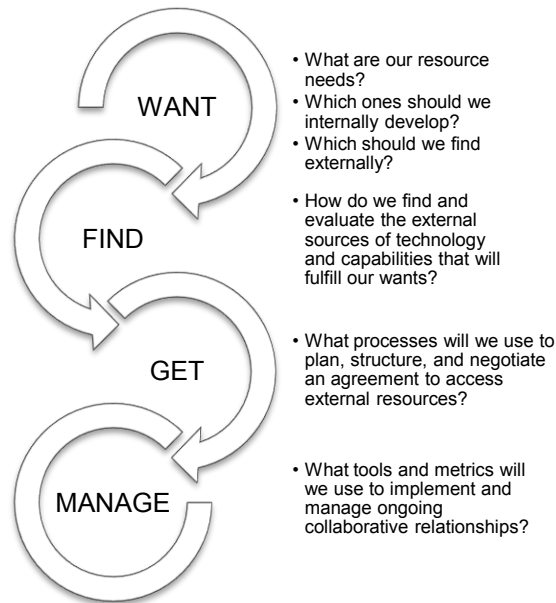 WANT
• What are our resource
needs?
• Which ones should we
internally develop?
• Which should we find
externally?
FIND
• How do we find and
evaluate the external
sources of technology
and capabilities that will
fulfill our wants?
GET
• What processes will we use to
plan, structure, and negotiate
an agreement to access
external resources?
MANAGE
• What tools and metrics will
we use to implement and
manage ongoing
collaborative relationships?